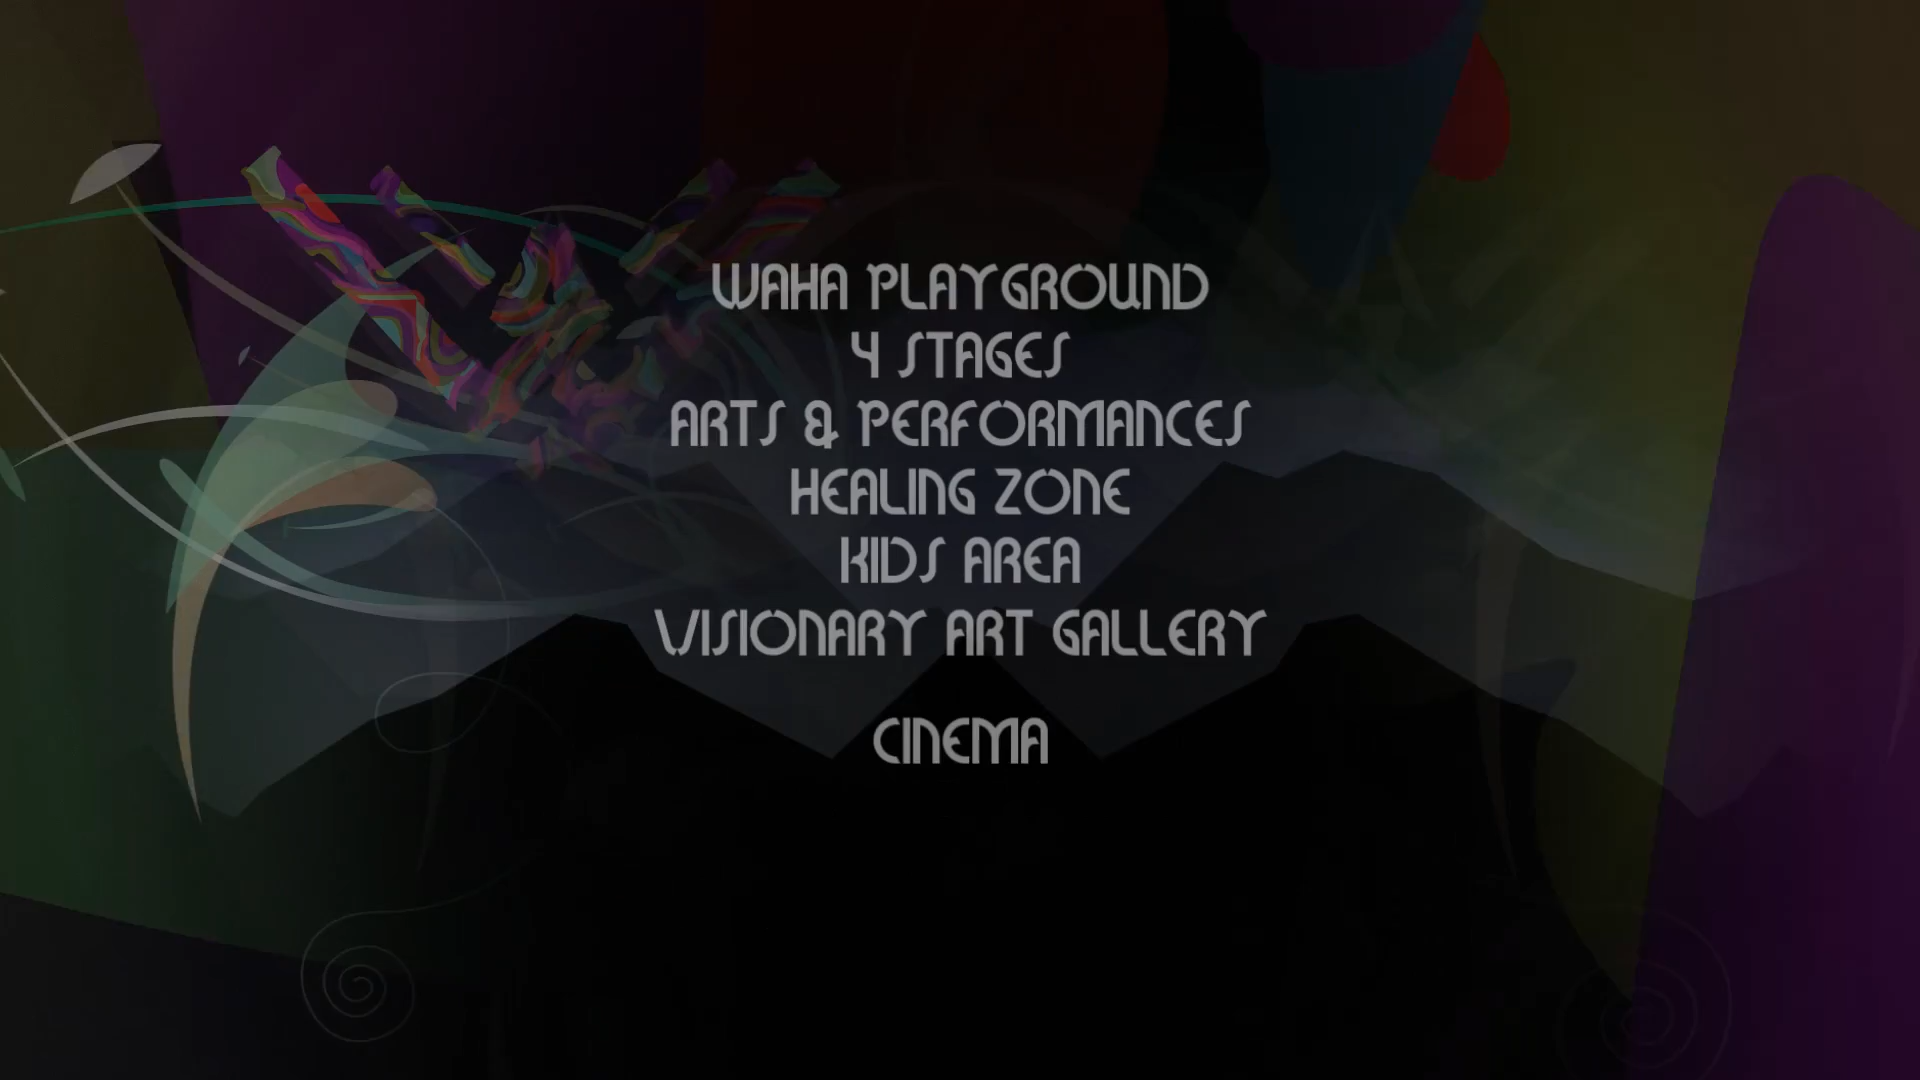 WAHA PLAYGROUND
4 STAGES
ARTS & PERFORMANCES
HEALING ZONE
KIDS AREA
VISIONARY ART GALLERY
CINEMA